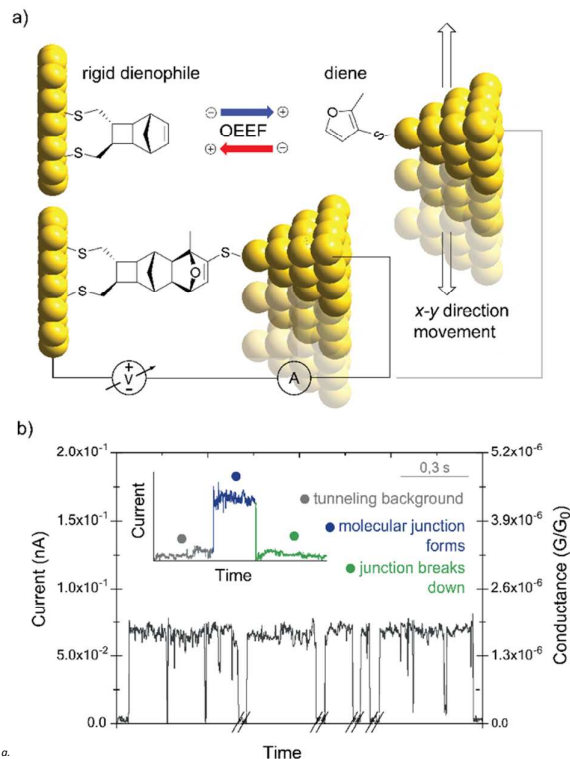 a)
rigid dienophile
diene
⊖ ⊕
OEEF
⊕ ⊖
O
S
S
S
S
S
O
S
x-y direction
movement
+
V
−
A
b)
2.0x10⁻¹
1.5x10⁻¹
1.0x10⁻¹
5.0x10⁻²
0.0
Current (nA)
Current
Time
0,3 s
tunneling background
molecular junction
forms
junction breaks
down
5.2x10⁻⁶
3.9x10⁻⁶
2.6x10⁻⁶
1.3x10⁻⁶
0.0
Conductance (G/G₀)
Time
a.